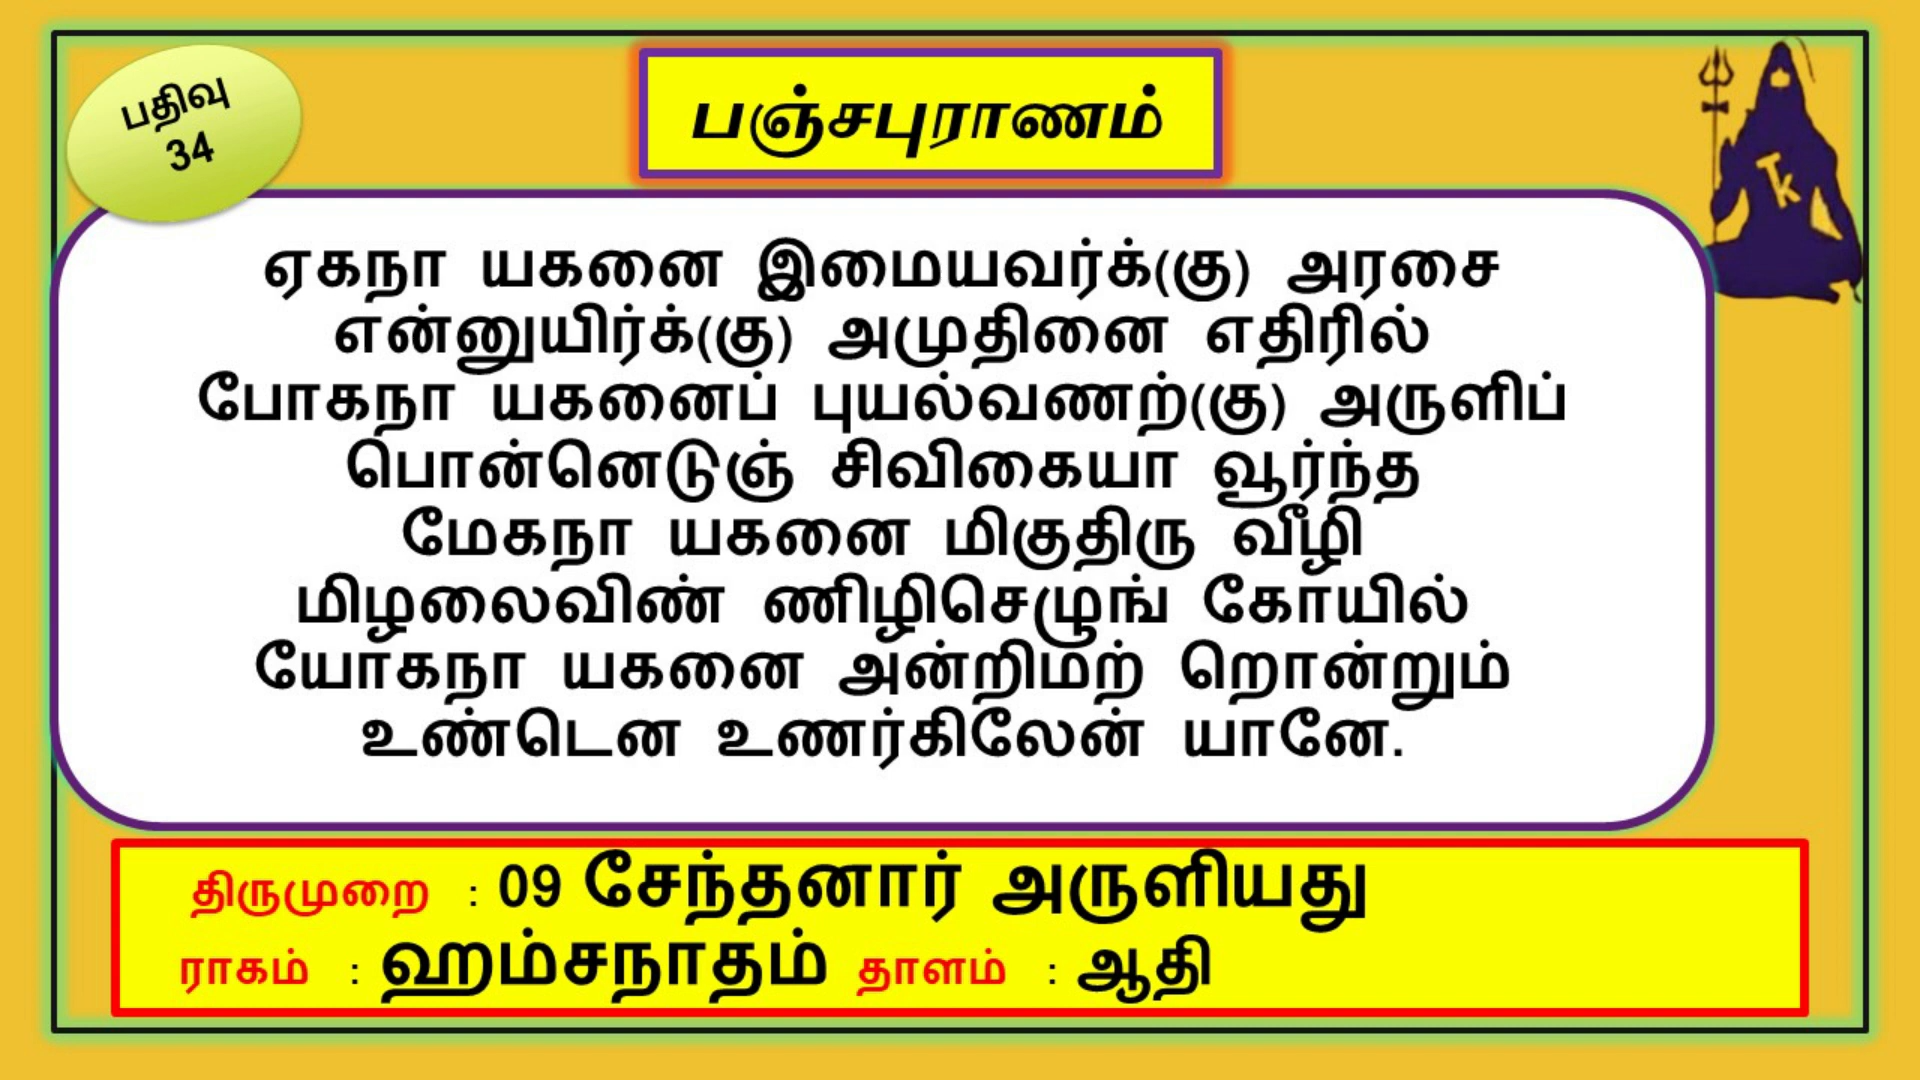 பதிவு
34
பஞ்சபுராணம்
Tk
ஏகநா யகனை இமையவர்க்(கு) அரசை
என்னுயிர்க்(கு) அமுதினை எதிரில்
போகநா யகனைப் புயல்வணற்(கு) அருளிப்
பொன்னெடுஞ் சிவிகையா வூர்ந்த
மேகநா யகனை மிகுதிரு வீழி
மிழலைவிண் ணிழிசெழுங் கோயில்
யோகநா யகனை அன்றிமற் றொன்றும்
உண்டென உணர்கிலேன் யானே.
திருமுறை : 09 சேந்தனார் அருளியது
ராகம் : ஹம்சநாதம் தாளம் : ஆதி